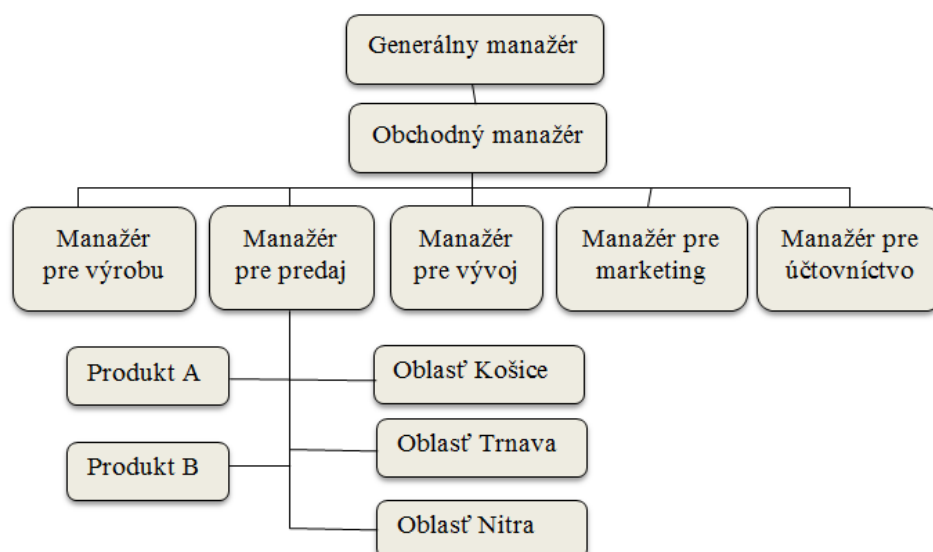 Generálny manažér
Obchodný manažér
Manažér
pre výrobu
Manažér
pre predaj
Manažér
pre vývoj
Manažér pre
marketing
Manažér pre
účtovníctvo
Produkt A
Oblasť Košice
Produkt B
Oblasť Trnava
Oblasť Nitra